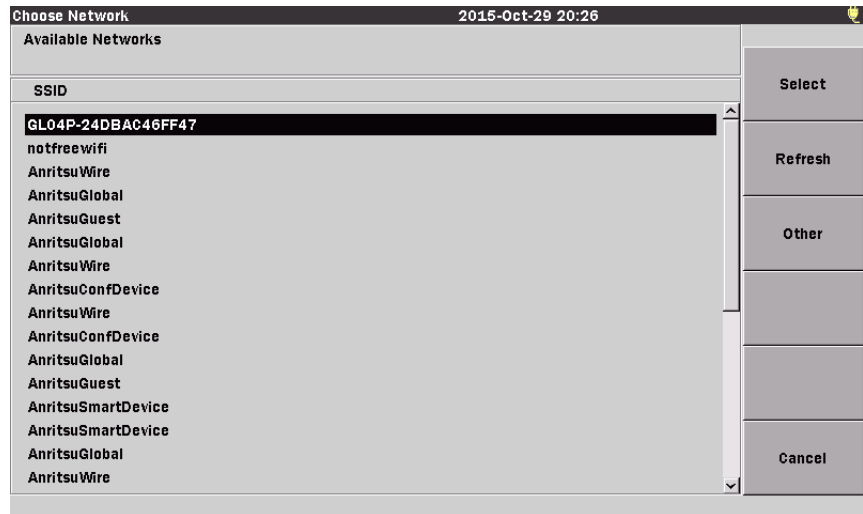 Choose Network 2015-Oct-29 20:26
Available Networks
SSID
GL04P-24DBAC46FF47
notfreewifi
AnritsuWire
AnritsuGlobal
AnritsuGuest
AnritsuGlobal
AnritsuWire
AnritsuConfDevice
AnritsuWire
AnritsuConfDevice
AnritsuGlobal
AnritsuGuest
AnritsuSmartDevice
AnritsuSmartDevice
AnritsuGlobal
AnritsuWire
Select
Refresh
Other
Cancel